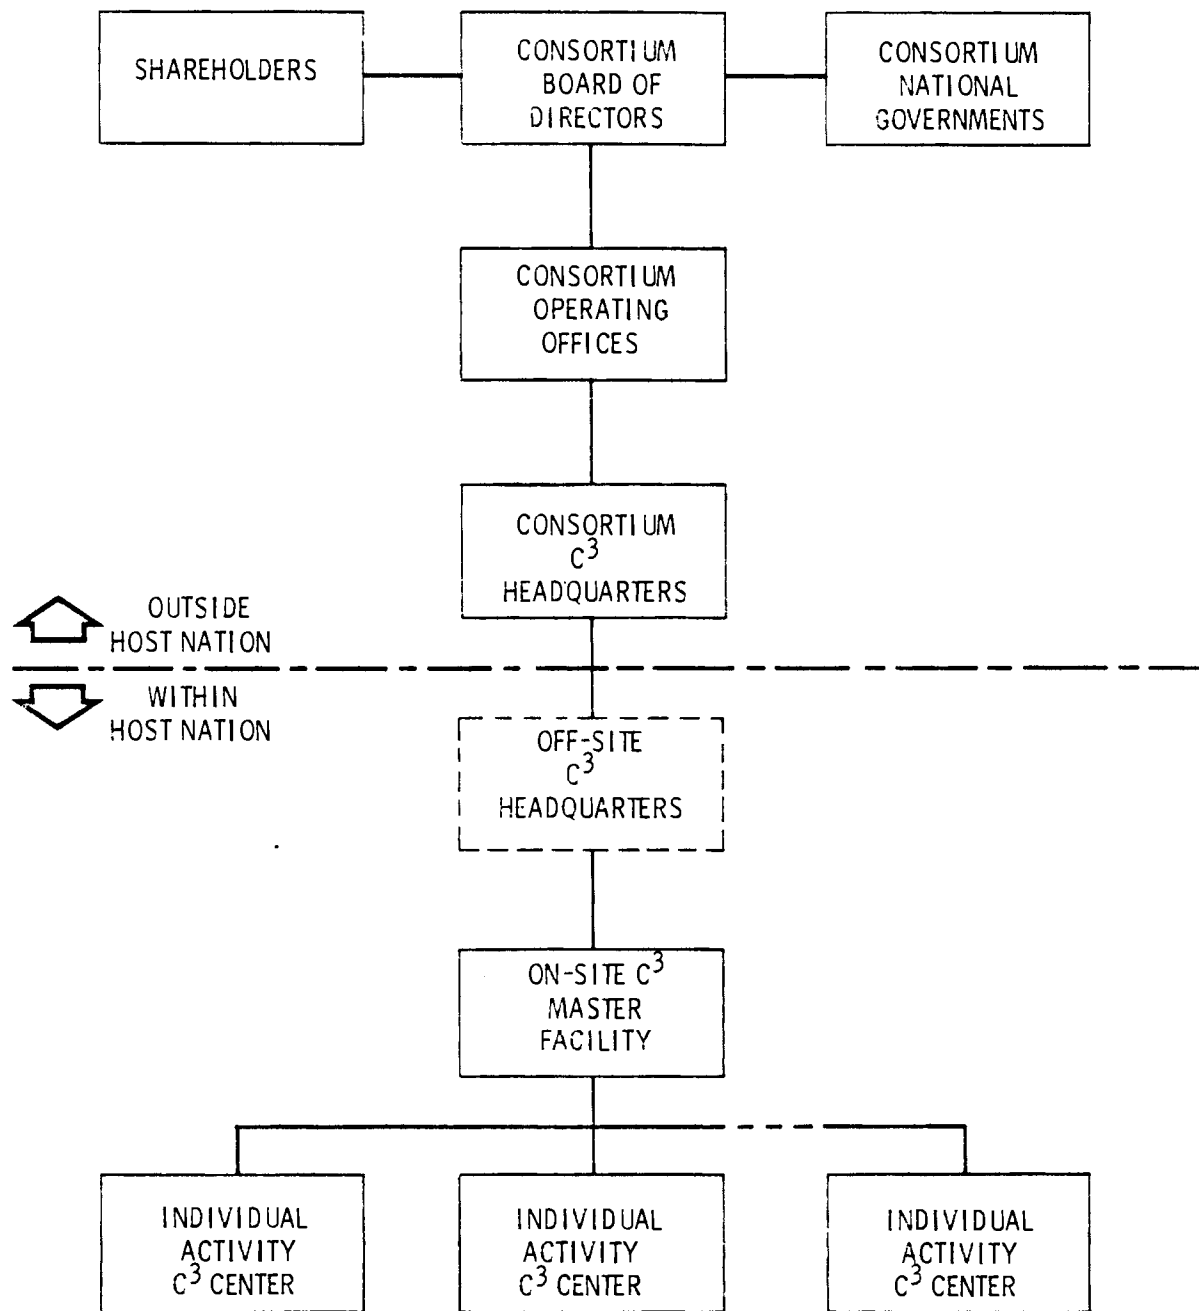 SHAREHOLDERS
CONSORTIUM
BOARD OF
DIRECTORS
CONSORTIUM
NATIONAL
GOVERNMENTS
CONSORTIUM
OPERATING
OFFICES
CONSORTIUM
C³
HEADQUARTERS
OUTSIDE
HOST NATION
WITHIN
HOST NATION
OFF-SITE
C³
HEADQUARTERS
ON-SITE C³
MASTER
FACILITY
INDIVIDUAL
ACTIVITY
C³ CENTER
INDIVIDUAL
ACTIVITY
C³ CENTER
INDIVIDUAL
ACTIVITY
C³ CENTER